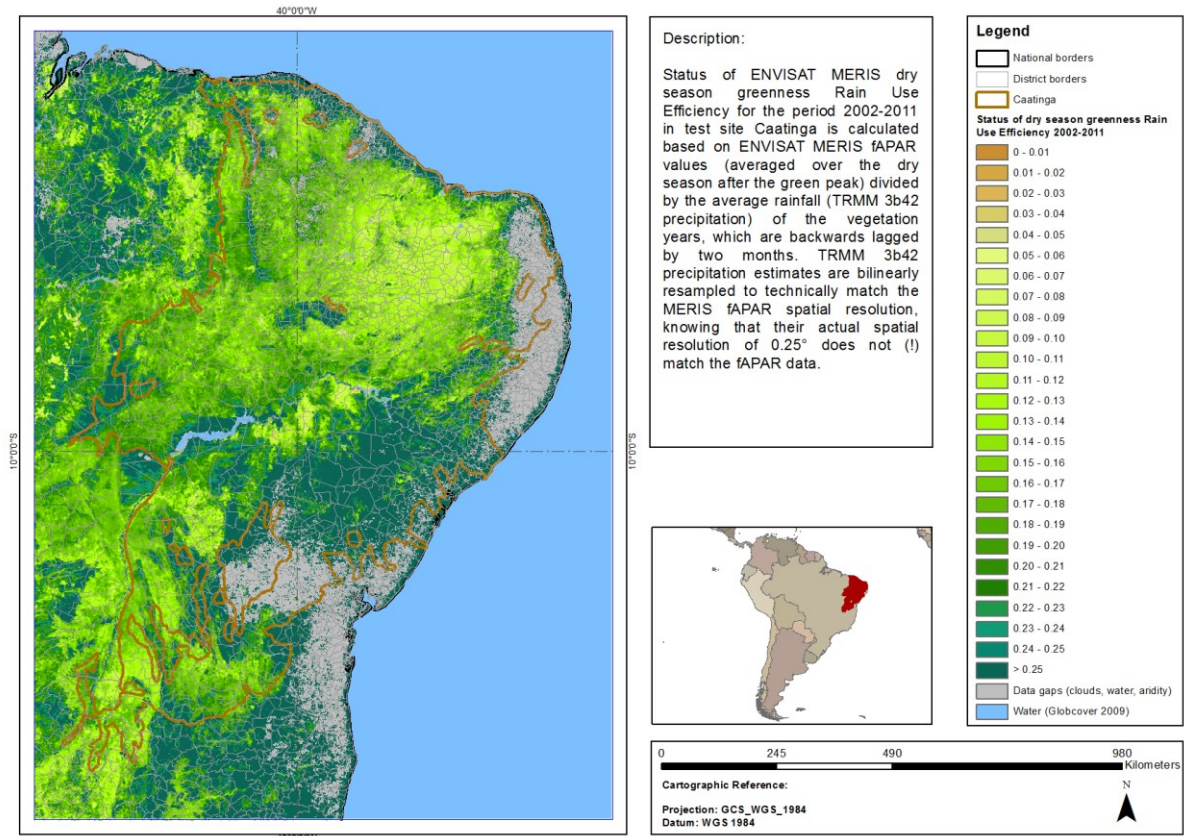 40°0'0"W
10°0'0"S
10°0'0"S
Description:
Status of ENVISAT MERIS dry
season greenness Rain Use
Efficiency for the period 2002-2011
in test site Caatinga is calculated
based on ENVISAT MERIS fAPAR
values (averaged over the dry
season after the green peak) divided
by the average rainfall (TRMM 3b42
precipitation) of the vegetation
years, which are backwards lagged
by two months. TRMM 3b42
precipitation estimates are bilinearly
resampled to technically match the
MERIS fAPAR spatial resolution,
knowing that their actual spatial
resolution of 0.25° does not (!)
match the fAPAR data.
Legend
National borders
District borders
Caatinga
Status of dry season greenness Rain
Use Efficiency 2002-2011
0 - 0.01
0.01 - 0.02
0.02 - 0.03
0.03 - 0.04
0.04 - 0.05
0.05 - 0.06
0.06 - 0.07
0.07 - 0.08
0.08 - 0.09
0.09 - 0.10
0.10 - 0.11
0.11 - 0.12
0.12 - 0.13
0.13 - 0.14
0.14 - 0.15
0.15 - 0.16
0.16 - 0.17
0.17 - 0.18
0.18 - 0.19
0.19 - 0.20
0.20 - 0.21
0.21 - 0.22
0.22 - 0.23
0.23 - 0.24
0.24 - 0.25
> 0.25
Data gaps (clouds, water, aridity)
Water (Globcover 2009)
0 245 490 980
Kilometers
Cartographic Reference:
Projection: GCS_WGS_1984
Datum: WGS 1984
N